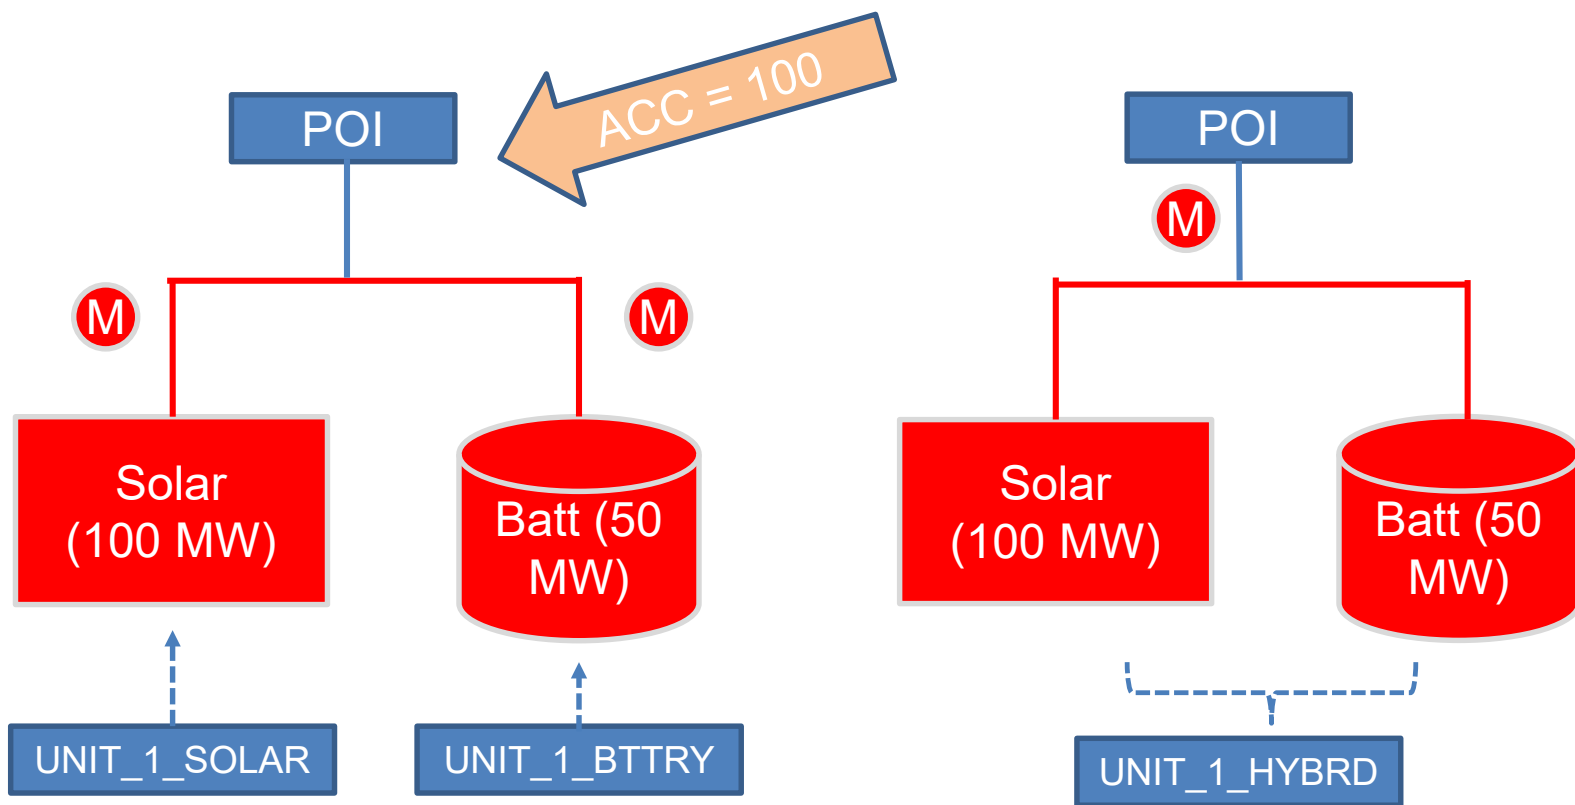 POI
ACC = 100
POI
M
M
M
Solar
(100 MW)
Batt (50
MW)
Solar
(100 MW)
Batt (50
MW)
UNIT_1_SOLAR
UNIT_1_BTTRY
UNIT_1_HYBRD